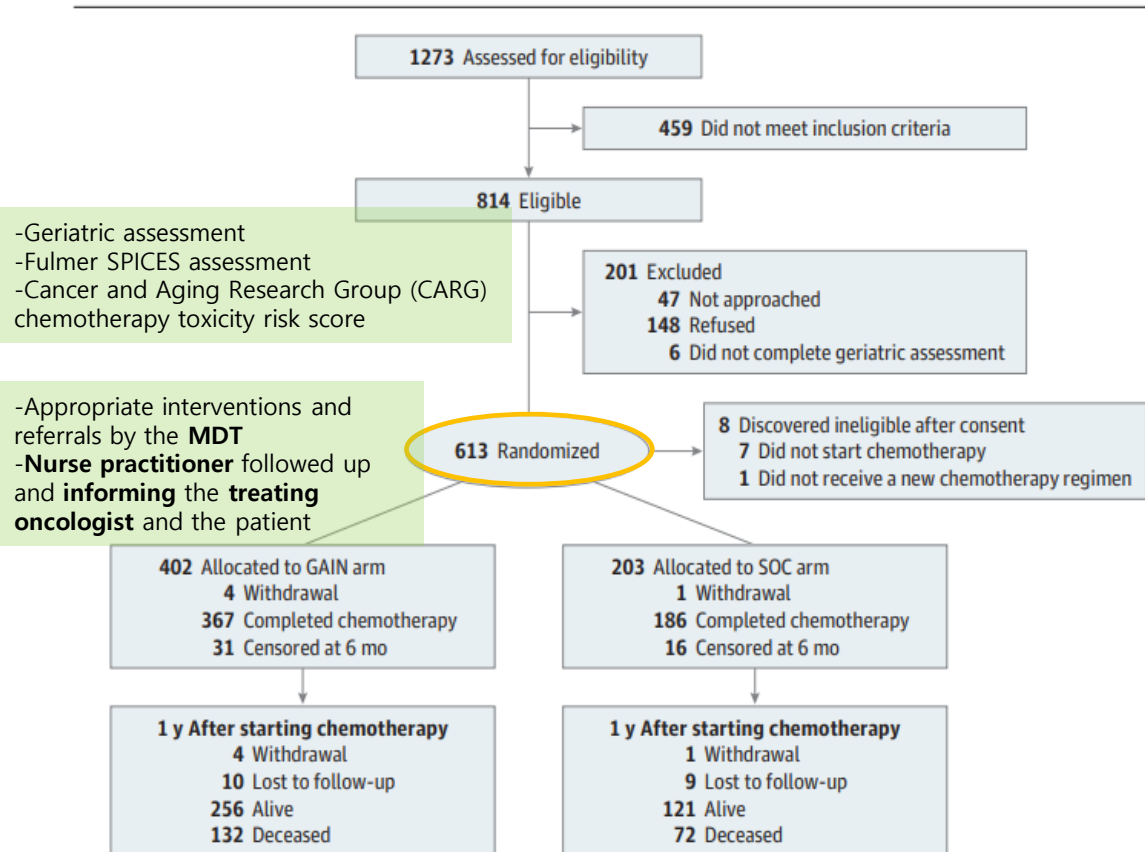 1273 Assessed for eligibility
459 Did not meet inclusion criteria
814 Eligible
-Geriatric assessment
-Fulmer SPICES assessment
-Cancer and Aging Research Group (CARG)
chemotherapy toxicity risk score
201 Excluded
47 Not approached
148 Refused
6 Did not complete geriatric assessment
-Appropriate interventions and
referrals by the MDT
-Nurse practitioner followed up
and informing the treating
oncologist and the patient
613 Randomized
8 Discovered ineligible after consent
7 Did not start chemotherapy
1 Did not receive a new chemotherapy regimen
402 Allocated to GAIN arm
4 Withdrawal
367 Completed chemotherapy
31 Censored at 6 mo
203 Allocated to SOC arm
1 Withdrawal
186 Completed chemotherapy
16 Censored at 6 mo
1 y After starting chemotherapy
4 Withdrawal
10 Lost to follow-up
256 Alive
132 Deceased
1 y After starting chemotherapy
1 Withdrawal
9 Lost to follow-up
121 Alive
72 Deceased